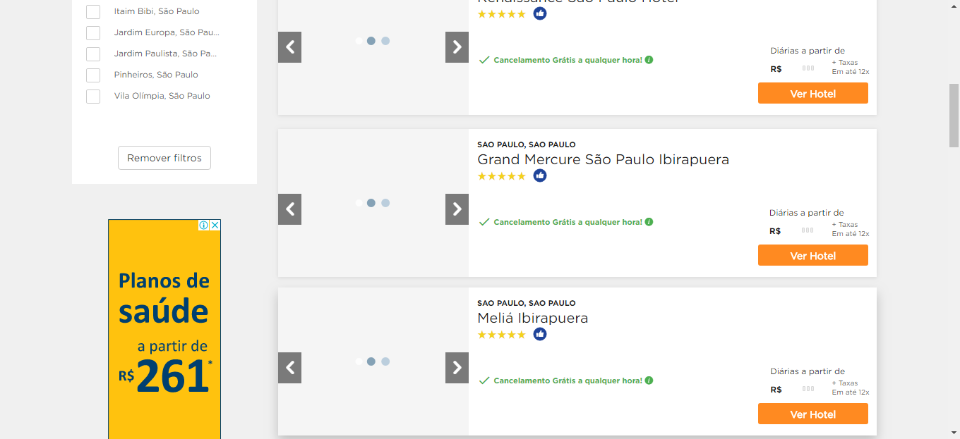 Itaim Bibi, São Paulo
Jardim Europa, São Pau...
Jardim Paulista, São Pa...
Pinheiros, São Paulo
Vila Olímpia, São Paulo
Remover filtros
Planos de
saúde
a partir de
R$261*
Renaissance São Paulo Hotel
Cancelamento Grátis a qualquer hora!
Diárias a partir de
R$
+ Taxas
Em até 12x
Ver Hotel
SAO PAULO, SAO PAULO
Grand Mercure São Paulo Ibirapuera
Cancelamento Grátis a qualquer hora!
Diárias a partir de
R$
+ Taxas
Em até 12x
Ver Hotel
SAO PAULO, SAO PAULO
Meliá Ibirapuera
Cancelamento Grátis a qualquer hora!
Diárias a partir de
R$
+ Taxas
Em até 12x
Ver Hotel